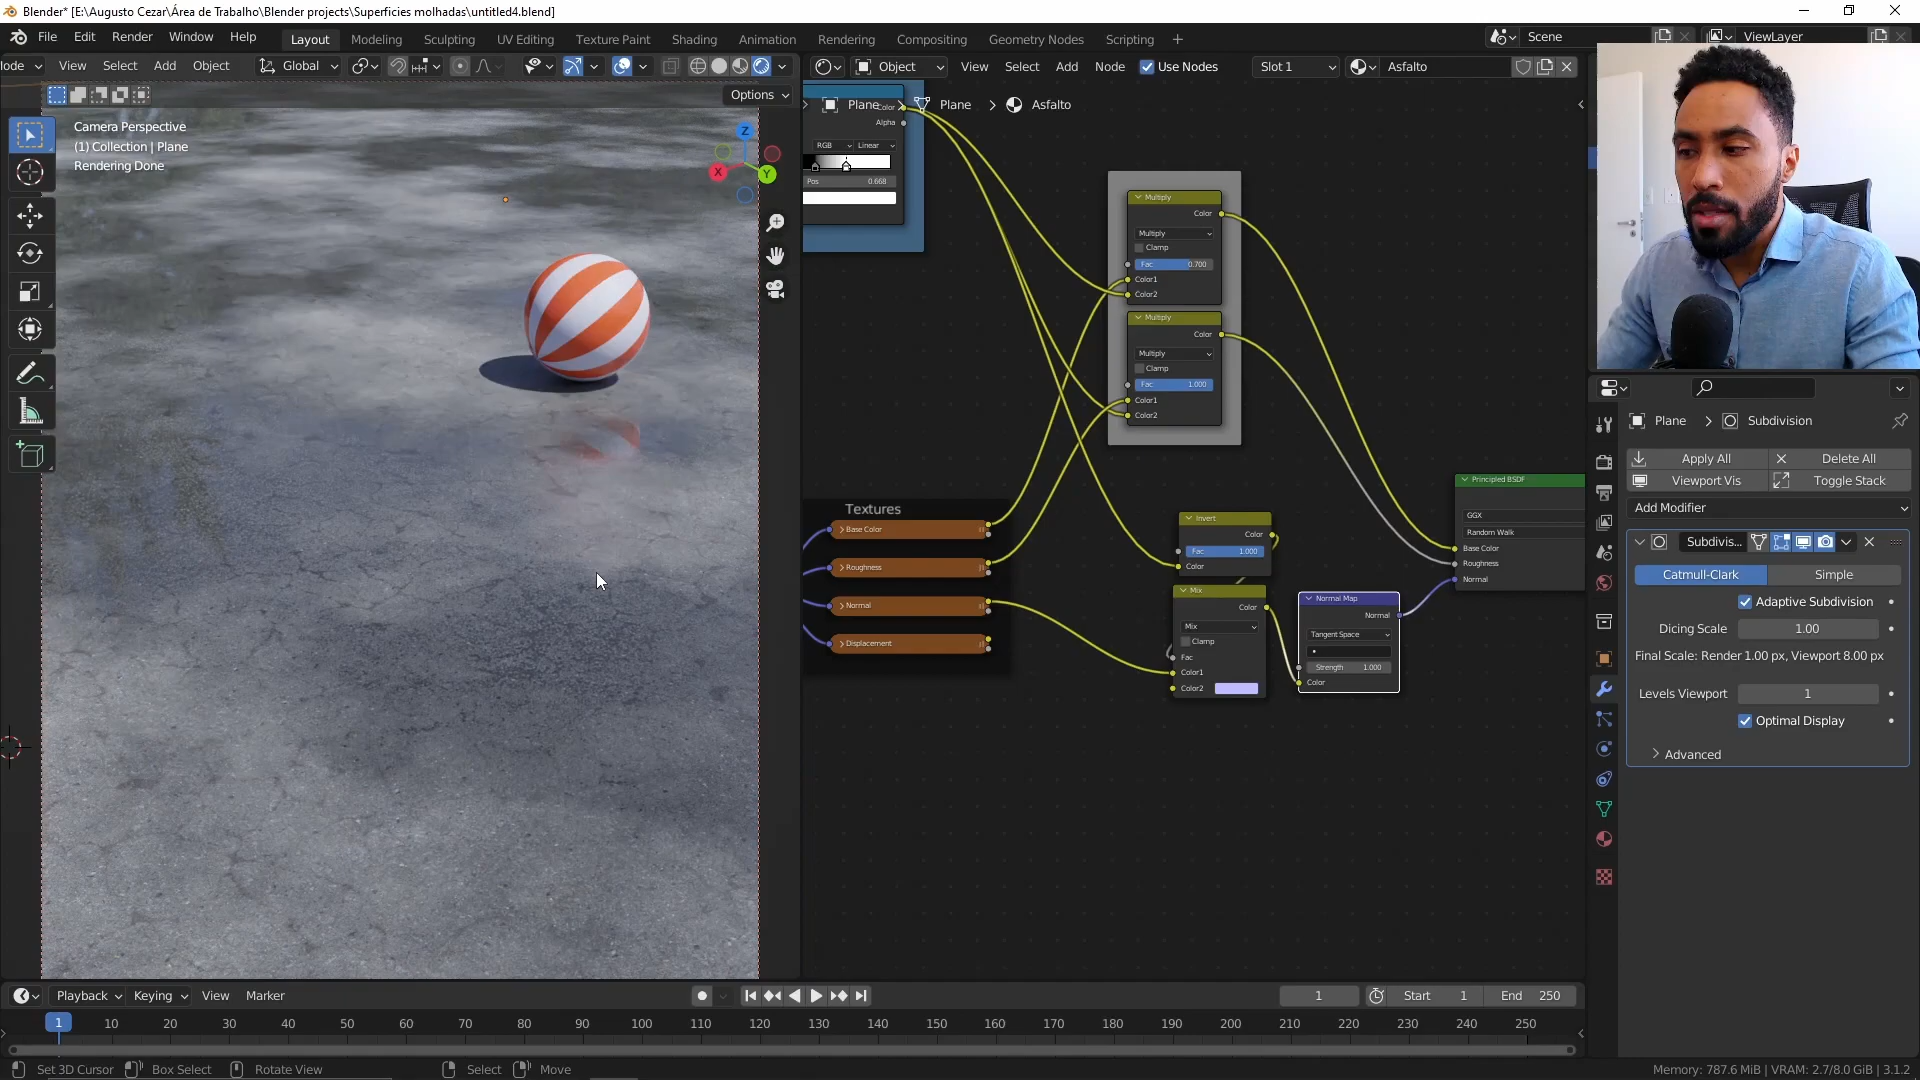 Blender* [E:\Augusto Cezar\Área de Trabalho\Blender projects\Superficies molhadas\untitled4.blend]
File Edit Render Window Help
Layout Modeling Sculpting UV Editing Texture Paint Shading Animation Rendering Compositing Geometry Nodes Scripting +
Scene
ViewLayer
View Select Add Object
Global
Object View Select Add Node Use Nodes Slot 1 Asfalto
Options
Camera Perspective
(1) Collection | Plane
Rendering Done
Z
X
Y
Plane > Plane > Asfalto
Color
Alpha
RGB Linear
Pos 0.668
Multiply
Color
Multiply
Clamp
Fac 0.700
Color1
Color2
Multiply
Color
Multiply
Clamp
Fac 1.000
Color1
Color2
Textures
Base Color
Roughness
Normal
Displacement
Invert
Color
Fac 1.000
Color
Mix
Color
Mix
Clamp
Fac
Color1
Color2
Normal Map
Normal
Tangent Space
Strength 1.000
Color
Principled BSDF
GGX
Random Walk
Base Color
Roughness
Normal
Plane > Subdivision
Apply All Delete All
Viewport Vis Toggle Stack
Add Modifier
Subdivis...
Catmull-Clark Simple
Adaptive Subdivision
Dicing Scale 1.00
Final Scale: Render 1.00 px, Viewport 8.00 px
Levels Viewport 1
Optimal Display
Advanced
Playback Keying View Marker
1 Start 1 End 250
1 10 20 30 40 50 60 70 80 90 100 110 120 130 140 150 160 170 180 190 200 210 220 230 240 250
Set 3D Cursor Box Select Rotate View Select Move
Memory: 787.6 MiB | VRAM: 2.7/8.0 GiB | 3.1.2